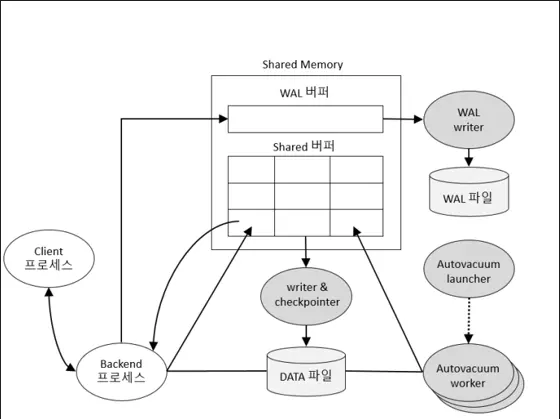 Shared Memory
WAL 버퍼
WAL
writer
Shared 버퍼
WAL 파일
Client
프로세스
writer &
checkpointer
Autovacuum
launcher
Backend
프로세스
DATA 파일
Autovacuum
worker